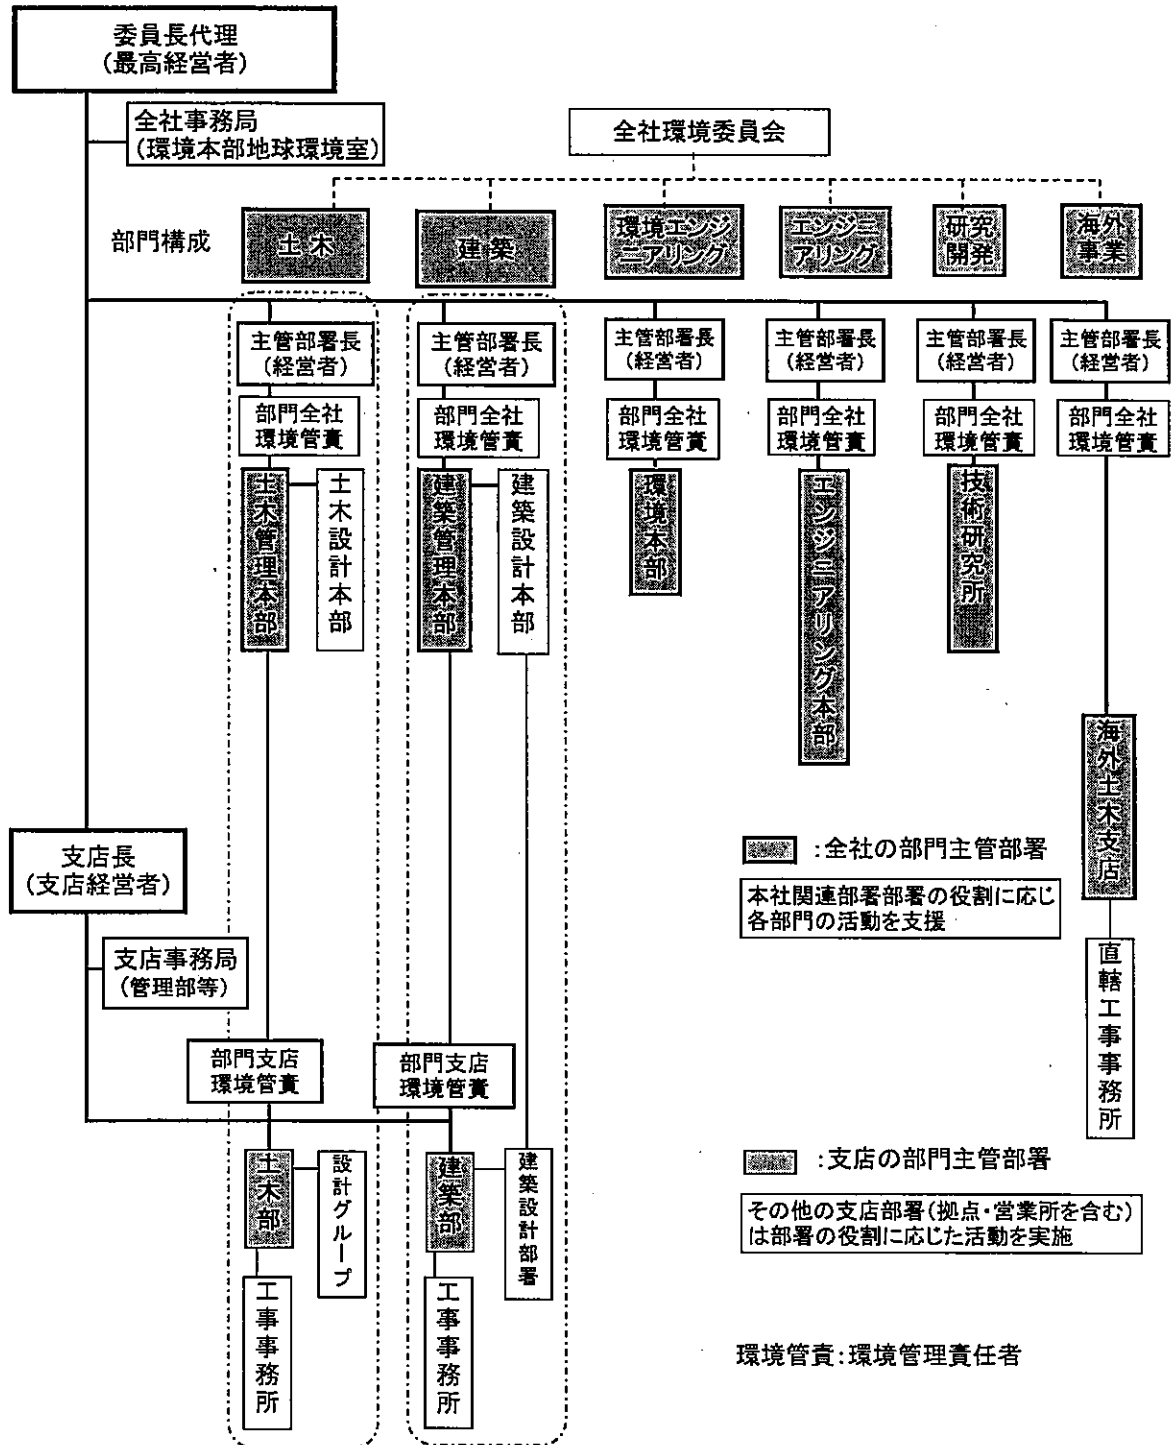 委員長代理
(最高経営者)
全社事務局
(環境本部地球環境室)
全社環境委員会
部門構成
土木
建築
環境エンジ
ニアリング
エンジニ
アリング
研究
開発
海外
事業
主管部署長
(経営者)
主管部署長
(経営者)
主管部署長
(経営者)
主管部署長
(経営者)
主管部署長
(経営者)
主管部署長
(経営者)
部門全社
環境管責
部門全社
環境管責
部門全社
環境管責
部門全社
環境管責
部門全社
環境管責
部門全社
環境管責
土木管理本部
土木設計本部
建築管理本部
建築設計本部
環境本部
エンジニアリング本部
技術研究所
海外土木支店
直轄工事事務所
支店長
(支店経営者)
支店事務局
(管理部等)
:全社の部門主管部署
本社関連部署部署の役割に応じ
各部門の活動を支援
部門支店
環境管責
部門支店
環境管責
土木部
設計グループ
工事事務所
建築部
建築設計部署
工事事務所
:支店の部門主管部署
その他の支店部署(拠点・営業所を含む)
は部署の役割に応じた活動を実施
環境管責:環境管理責任者